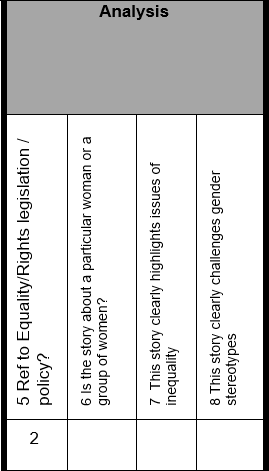 Analysis
5 Ref to Equality/Rights legislation /
policy?
6 Is the story about a particular woman or a
group of women?
7 This story clearly highlights issues of
inequality
8 This story clearly challenges gender
stereotypes
2